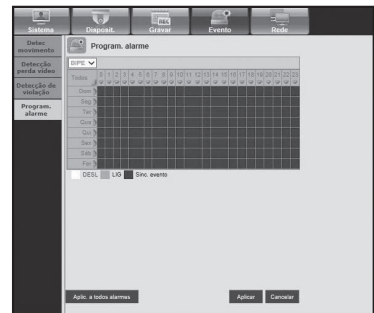 Sistema Disposit. Gravar Evento Rede
REC
Detec movimento
Detecção perda vídeo
Detecção de violação
Program. alarme
Program. alarme
BIPE
Todos 0 1 2 3 4 5 6 7 8 9 10 11 12 13 14 15 16 17 18 19 20 21 22 23
Dom
Seg
Ter
Qua
Qui
Sex
Sáb
Fer
DESL LIG Sinc. evento
Aplic. a todos alarmes Aplicar Cancelar